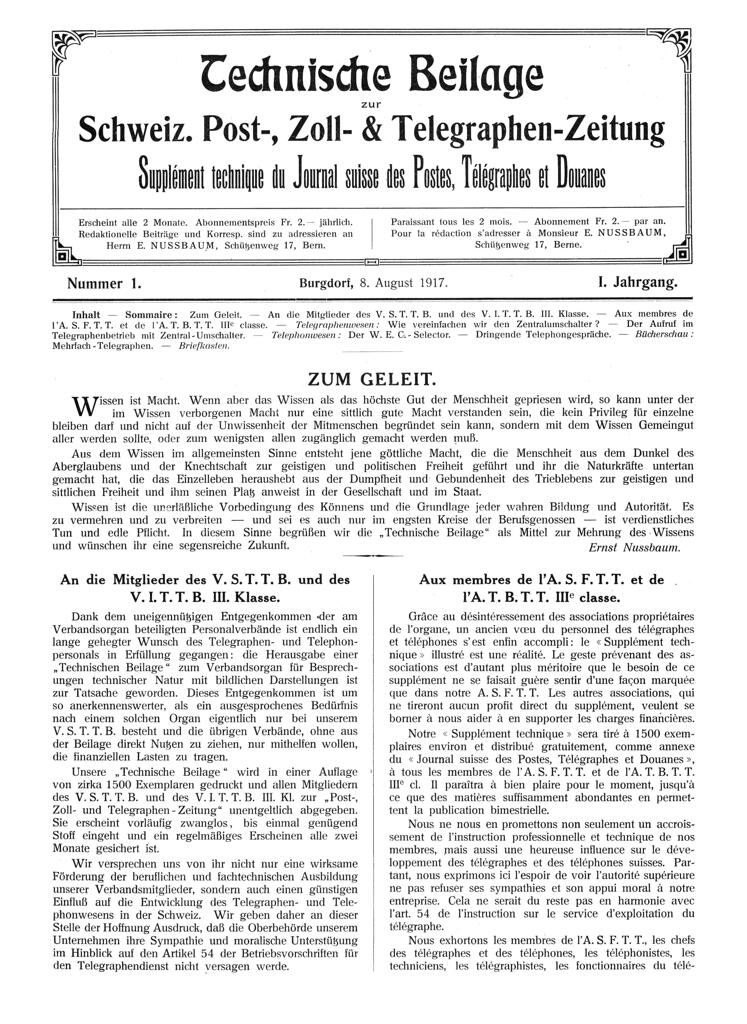 Technische Beilage
zur
Schweiz. Post-, Zoll- & Telegraphen-Zeitung
Supplément technique du Journal suisse des Postes, Télégraphes et Douanes
Erscheint alle 2 Monate. Abonnementspreis Fr. 2.— jährlich.
Redaktionelle Beiträge und Korresp. sind zu adressieren an
Herrn E. NUSSBAUM, Schüßenweg 17, Bern.
Paraissant tous les 2 mois. — Abonnement Fr. 2.— par an.
Pour la rédaction s'adresser à Monsieur E. NUSSBAUM,
Schüßenweg 17, Berne.
Nummer 1.
Burgdorf, 8. August 1917.
I. Jahrgang.
Inhalt — Sommaire: Zum Geleit. — An die Mitglieder des V. S. T. T. B. und des V. I. T. T. B. III. Klasse. — Aux membres de
l'A. S. F. T. T. et de l'A. T. B. T. T. IIIe classe. — Telegraphenwesen: Wie vereinfachen wir den Zentralumschalter? — Der Aufruf im
Telegraphenbetrieb mit Zentral-Umschalter. — Telephonwesen: Der W. E. C.-Selector. — Dringende Telephongespräche. — Bücherschau:
Mehrfach-Telegraphen. — Briefkasten.
ZUM GELEIT.
Wissen ist Macht. Wenn aber das Wissen als das höchste Gut der Menschheit gepriesen wird, so kann unter der
im Wissen verborgenen Macht nur eine sittlich gute Macht verstanden sein, die kein Privileg für einzelne
bleiben darf und nicht auf der Unwissenheit der Mitmenschen begründet sein kann, sondern mit dem Wissen Gemeingut
aller werden sollte, oder zum wenigsten allen zugänglich gemacht werden muß.
Aus dem Wissen im allgemeinsten Sinne entsteht jene göttliche Macht, die die Menschheit aus dem Dunkel des
Aberglaubens und der Knechtschaft zur geistigen und politischen Freiheit geführt und ihr die Naturkräfte untertan
gemacht hat, die das Einzelleben heraushebt aus der Dumpfheit und Gebundenheit des Trieblebens zur geistigen und
sittlichen Freiheit und ihm seinen Platz anweist in der Gesellschaft und im Staat.
Wissen ist die unerläßliche Vorbedingung des Könnens und die Grundlage jeder wahren Bildung und Autorität. Es
zu vermehren und zu verbreiten — und sei es auch nur im engsten Kreise der Berufsgenossen — ist verdienstliches
Tun und edle Pflicht. In diesem Sinne begrüßen wir die „Technische Beilage" als Mittel zur Mehrung des Wissens
und wünschen ihr eine segensreiche Zukunft.
Ernst Nussbaum.
An die Mitglieder des V. S. T. T. B. und des
V. I. T. T. B. III. Klasse.
Dank dem uneigennützigen Entgegenkommen der am
Verbandsorgan beteiligten Personalverbände ist endlich ein
lange gehegter Wunsch des Telegraphen- und Telephon-
personals in Erfüllung gegangen: die Herausgabe einer
„Technischen Beilage" zum Verbandsorgan für Besprech-
ungen technischer Natur mit bildlichen Darstellungen ist
zur Tatsache geworden. Dieses Entgegenkommen ist um
so anerkennenswerter, als ein ausgesprochenes Bedürfnis
nach einem solchen Organ eigentlich nur bei unserem
V. S. T. T. B. besteht und die übrigen Verbände, ohne aus
der Beilage direkt Nutzen zu ziehen, nur mithelfen wollen,
die finanziellen Lasten zu tragen.
Unsere „Technische Beilage" wird in einer Auflage
von zirka 1500 Exemplaren gedruckt und allen Mitgliedern
des V. S. T. T. B. und des V. I. T. T. B. III. Kl. zur „Post-,
Zoll- und Telegraphen-Zeitung" unentgeltlich abgegeben.
Sie erscheint vorläufig zwanglos, bis einmal genügend
Stoff eingeht und ein regelmäßiges Erscheinen alle zwei
Monate gesichert ist.
Wir versprechen uns von ihr nicht nur eine wirksame
Förderung der beruflichen und fachtechnischen Ausbildung
unserer Verbandsmitglieder, sondern auch einen günstigen
Einfluß auf die Entwicklung des Telegraphen- und Tele-
phonwesens in der Schweiz. Wir geben daher an dieser
Stelle der Hoffnung Ausdruck, daß die Oberbehörde unserem
Unternehmen ihre Sympathie und moralische Unterstützung
im Hinblick auf den Artikel 54 der Betriebsvorschriften für
den Telegraphendienst nicht versagen werde.
Aux membres de l'A. S. F. T. T. et de
l'A. T. B. T. T. IIIe classe.
Grâce au désintéressement des associations propriétaires
de l'organe, un ancien vœu du personnel des télégraphes
et téléphones s'est enfin accompli: le « Supplément tech-
nique » illustré est une réalité. Le geste prévenant des as-
sociations est d'autant plus méritoire que le besoin de ce
supplément ne se faisait guère sentir d'une façon marquée
que dans notre A. S. F. T. T. Les autres associations, qui
ne tireront aucun profit direct du supplément, veulent se
borner à nous aider à en supporter les charges financières.
Notre « Supplément technique » sera tiré à 1500 exem-
plaires environ et distribué gratuitement, comme annexe
du « Journal suisse des Postes, Télégraphes et Douanes »,
à tous les membres de l'A. S. F. T. T. et de l'A. T. B. T. T.
IIIe cl. Il paraîtra à bien plaire pour le moment, jusqu'à
ce que des matières suffisamment abondantes en permet-
tent la publication bimestrielle.
Nous ne nous en promettons non seulement un accrois-
sement de l'instruction professionnelle et technique de nos
membres, mais aussi une heureuse influence sur le déve-
loppement des télégraphes et des téléphones suisses. Par-
tant, nous exprimons ici l'espoir de voir l'autorité supérieure
ne pas refuser ses sympathies et son appui moral à notre
entreprise. Cela ne serait du reste pas en harmonie avec
l'art. 54 de l'instruction sur le service d'exploitation du
télégraphe.
Nous exhortons les membres de l'A. S. F. T. T., les chefs
des télégraphes et des téléphones, les téléphonistes, les
techniciens, les télégraphistes, les fonctionnaires du télé-